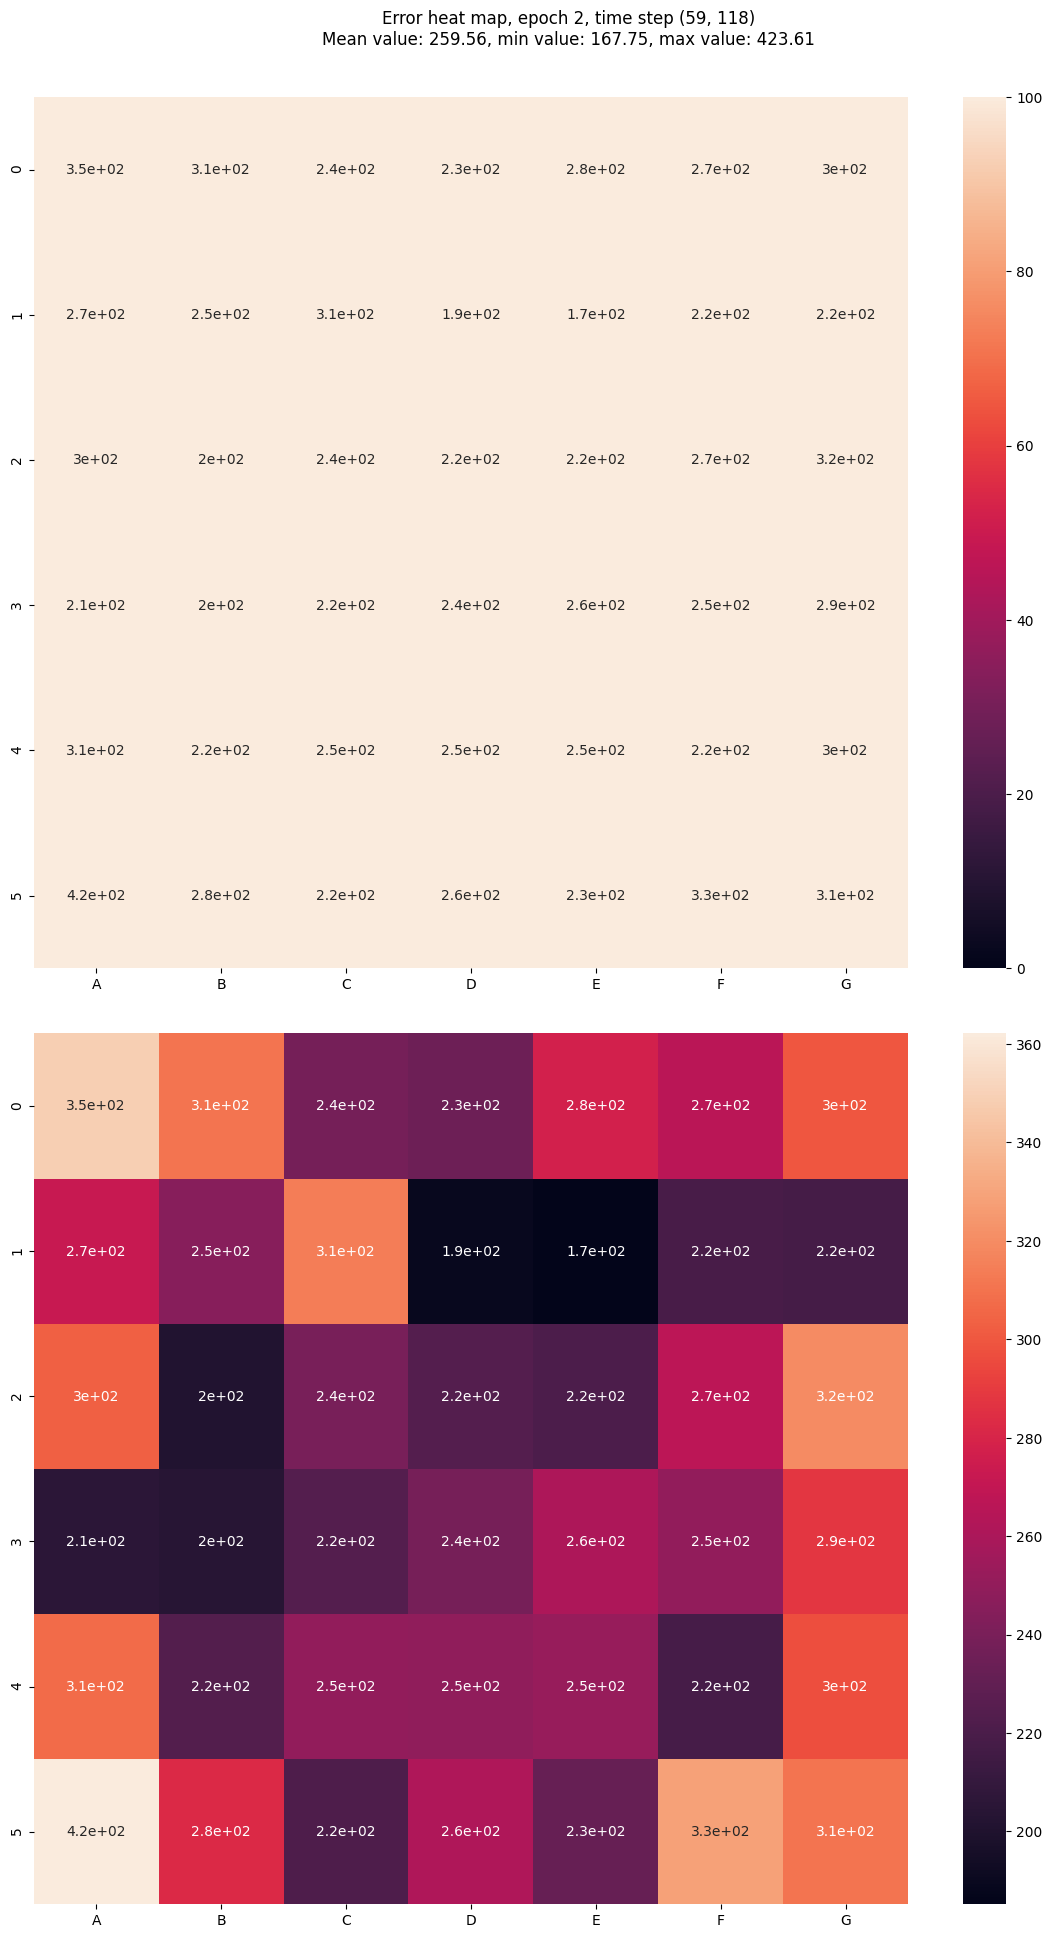 Error heat map, epoch 2, time step (59, 118)
Mean value: 259.56, min value: 167.75, max value: 423.61
0 3.5e+02 3.1e+02 2.4e+02 2.3e+02 2.8e+02 2.7e+02 3e+02
1 2.7e+02 2.5e+02 3.1e+02 1.9e+02 1.7e+02 2.2e+02 2.2e+02
2 3e+02 2e+02 2.4e+02 2.2e+02 2.2e+02 2.7e+02 3.2e+02
3 2.1e+02 2e+02 2.2e+02 2.4e+02 2.6e+02 2.5e+02 2.9e+02
4 3.1e+02 2.2e+02 2.5e+02 2.5e+02 2.5e+02 2.2e+02 3e+02
5 4.2e+02 2.8e+02 2.2e+02 2.6e+02 2.3e+02 3.3e+02 3.1e+02
A B C D E F G
100
80
60
40
20
0
0 3.5e+02 3.1e+02 2.4e+02 2.3e+02 2.8e+02 2.7e+02 3e+02
1 2.7e+02 2.5e+02 3.1e+02 1.9e+02 1.7e+02 2.2e+02 2.2e+02
2 3e+02 2e+02 2.4e+02 2.2e+02 2.2e+02 2.7e+02 3.2e+02
3 2.1e+02 2e+02 2.2e+02 2.4e+02 2.6e+02 2.5e+02 2.9e+02
4 3.1e+02 2.2e+02 2.5e+02 2.5e+02 2.5e+02 2.2e+02 3e+02
5 4.2e+02 2.8e+02 2.2e+02 2.6e+02 2.3e+02 3.3e+02 3.1e+02
A B C D E F G
360
340
320
300
280
260
240
220
200